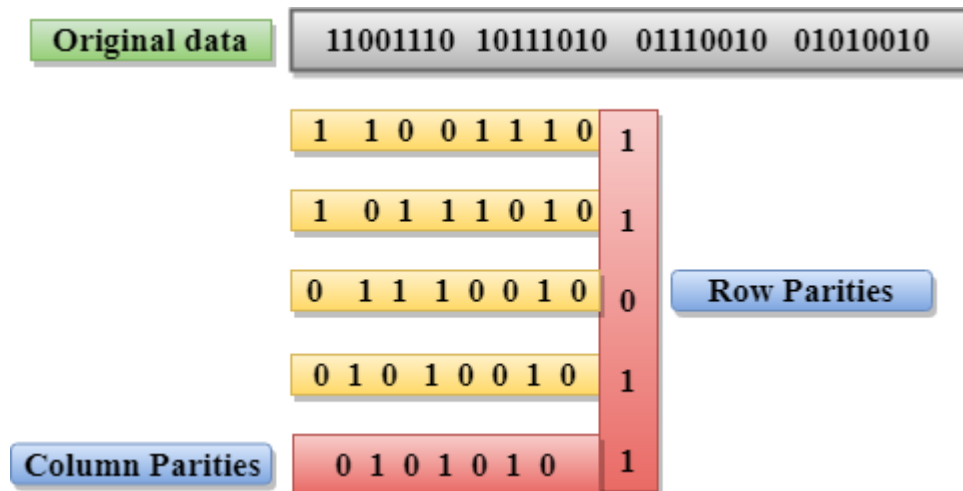 Original data 11001110 10111010 01110010 01010010
1 1 0 0 1 1 1 0 1
1 0 1 1 1 0 1 0 1
0 1 1 1 0 0 1 0 0 Row Parities
0 1 0 1 0 0 1 0 1
Column Parities 0 1 0 1 0 1 0 1